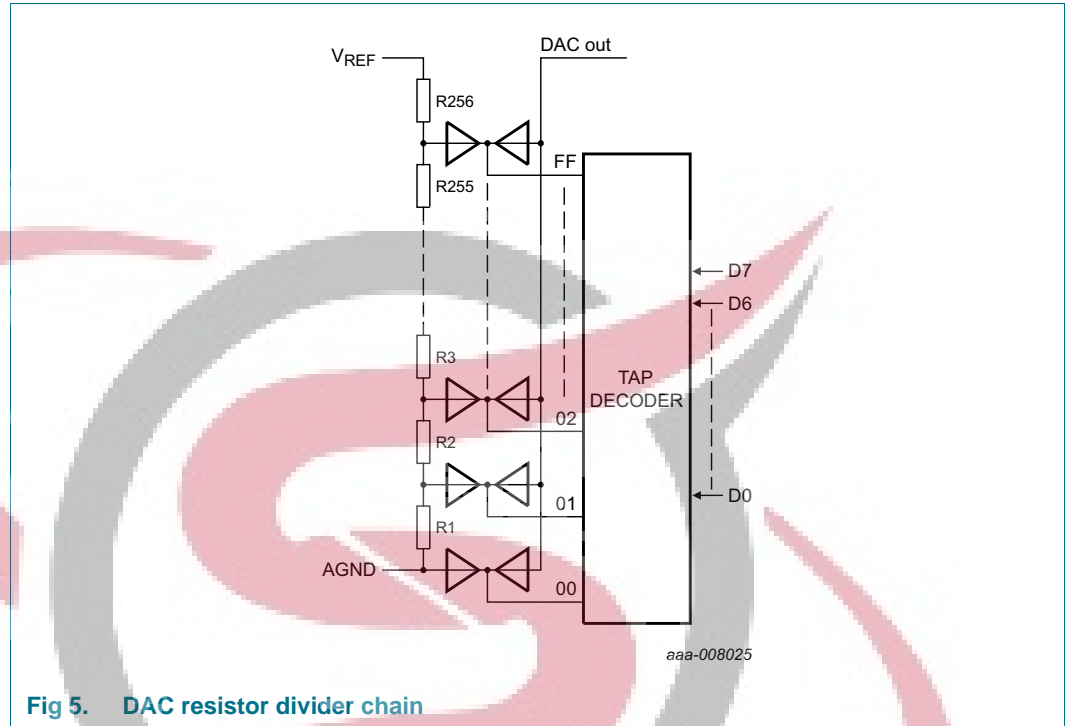 DAC out
VREF
R256
FF
R255
D7
D6
R3
TAP
DECODER
02
R2
D0
01
R1
AGND
00
aaa-008025
Fig 5. DAC resistor divider chain